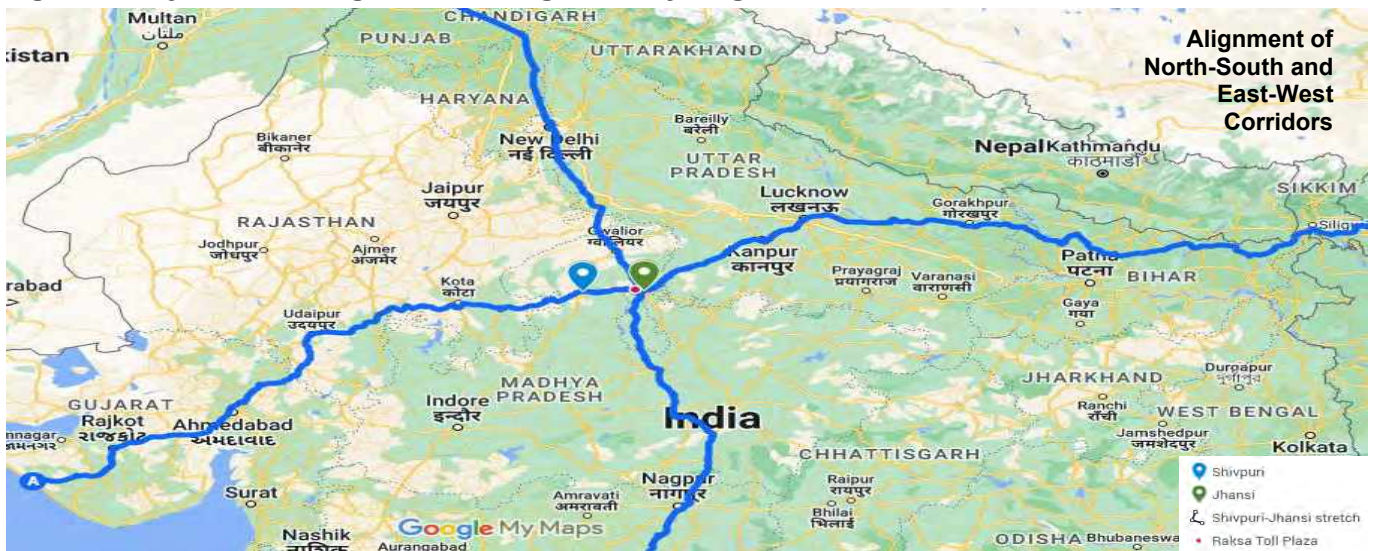 CHANDIGARH
Multan
ملتان
PUNJAB
UTTARAKHAND
istan
Alignment of
North-South and
East-West
Corridors
HARYANA
Bikaner
बीकानेर
New Delhi
नई दिल्ली
Bareilly
बरेली
Nepal
Kathmandu
काठमाडौं
UTTAR
PRADESH
Jaipur
जयपुर
Lucknow
लखनऊ
SIKKIM
RAJASTHAN
Gorakhpur
गोरखपुर
Siligu
Jodhpur
जोधपुर
Ajmer
अजमेर
Gwalior
ग्वालियर
Kanpur
कानपुर
Patna
पटना
BIHAR
Prayagraj
प्रयागराज
Varanasi
वाराणसी
Kota
कोटा
rabad
Gaya
गया
Udaipur
उदयपुर
MADHYA
PRADESH
JHARKHAND
Durgapur
GUJARAT
Indore
इन्दौर
India
Ranchi
राँची
WEST BENGAL
Rajkot
રાજકોટ
Ahmedabad
અમદાવાદ
mnagar
જામનગર
Jamshedpur
जमशेदपुर
Kolkata
A
CHHATTISGARH
Surat
Nagpur
नागपुर
Raipur
रायपुर
Amravati
अमरावती
Bhilai
भिलाई
Nashik
नाशिक
Aurangabad
Google My Maps
ODISHA
Bhubaneswa
Shivpuri
Jhansi
Shivpuri-Jhansi stretch
Raksa Toll Plaza